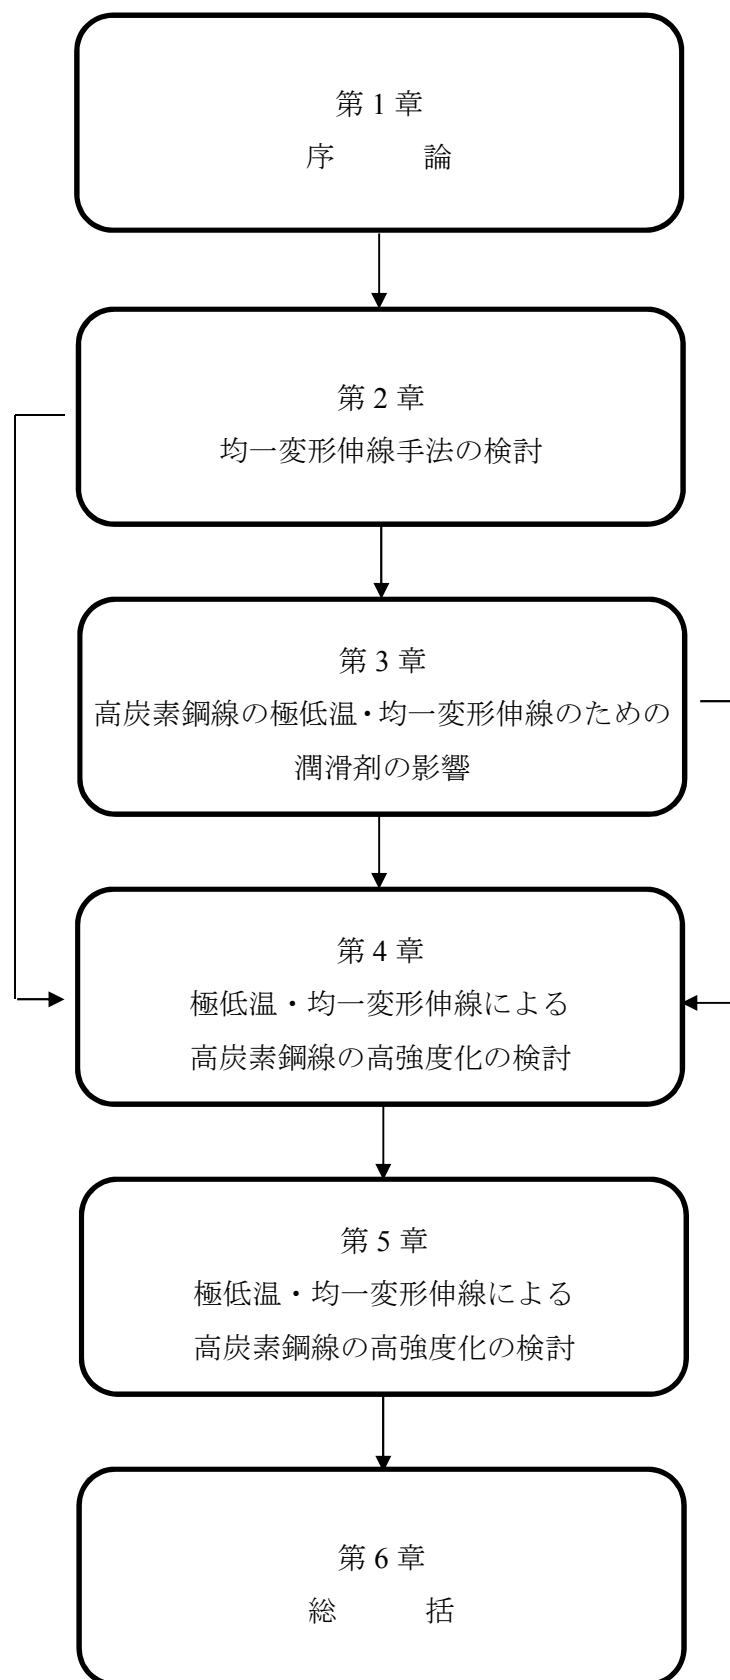 第 1 章
序 論
第 2 章
均一変形伸線手法の検討
第 3 章
高炭素鋼線の極低温・均一変形伸線のための
潤滑剤の影響
第 4 章
極低温・均一変形伸線による
高炭素鋼線の高強度化の検討
第 5 章
極低温・均一変形伸線による
高炭素鋼線の高強度化の検討
第 6 章
総 括